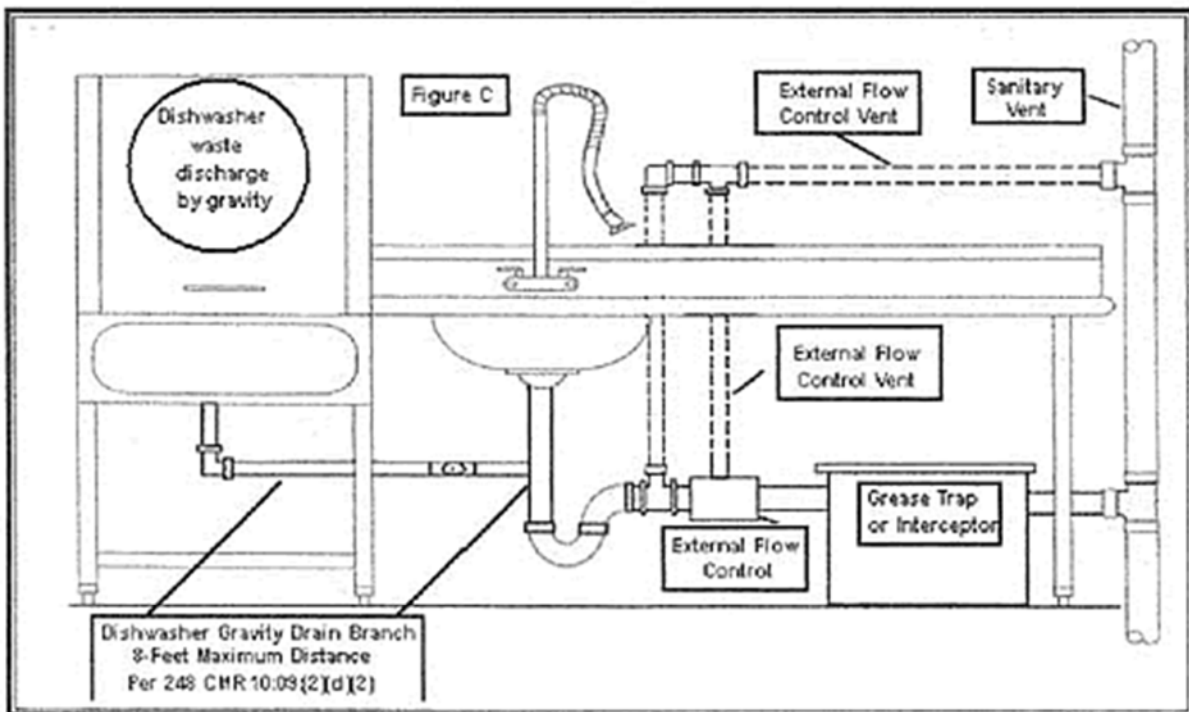 Dishwasher
waste
discharge
by gravity
Figure C
External Flow
Control Vent
Sanitary
Vent
External Flow
Control Vent
Grease Trap
or Interceptor
External Flow
Control
Dishwasher Gravity Drain Branch
8-Feet Maximum Distance
Per 248 CMR 10:09(2)(d)(2)